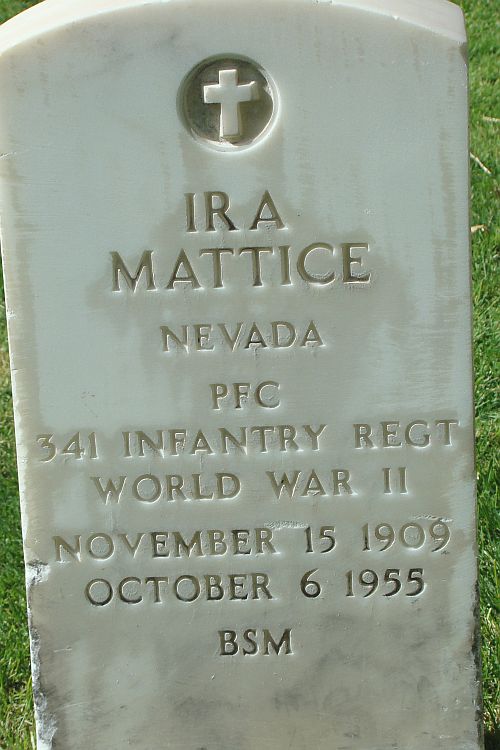 IRA
MATTICE
NEVADA
PFC
341 INFANTRY REGT
WORLD WAR II
NOVEMBER 15 1909
OCTOBER 6 1955
BSM